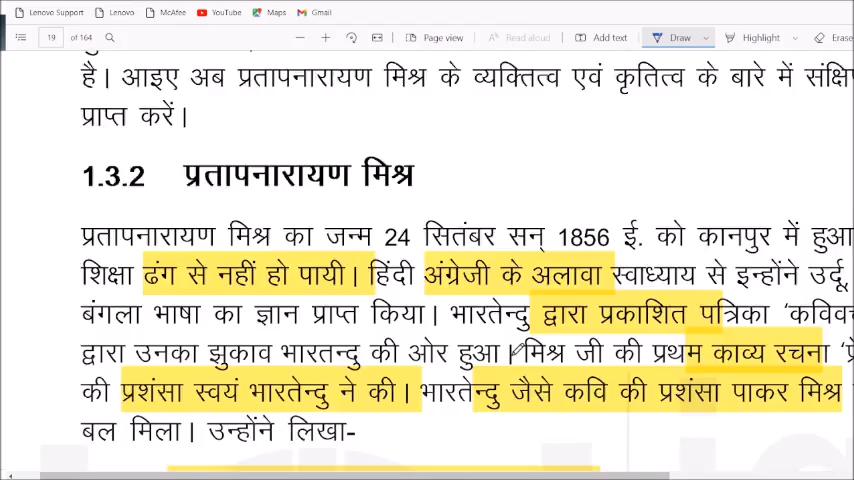 Lenovo Support Lenovo McAfee YouTube Maps Gmail
19 of 164 Page view Read aloud Add text Draw Highlight Erase
है। आइए अब प्रतापनारायण मिश्र के व्यक्तित्व एवं कृतित्व के बारे में संक्षि
प्राप्त करें।
1.3.2 प्रतापनारायण मिश्र
प्रतापनारायण मिश्र का जन्म 24 सितंबर सन् 1856 ई. को कानपुर में हुआ
शिक्षा ढंग से नहीं हो पायी। हिंदी अंग्रेजी के अलावा स्वाध्याय से इन्होंने उर्दू,
बंगला भाषा का ज्ञान प्राप्त किया। भारतेन्दु द्वारा प्रकाशित पत्रिका 'कविवच
द्वारा उनका झुकाव भारतन्दु की ओर हुआ। मिश्र जी की प्रथम काव्य रचना 'प्रे
की प्रशंसा स्वयं भारतेन्दु ने की। भारतेन्दु जैसे कवि की प्रशंसा पाकर मिश्र
बल मिला। उन्होंने लिखा-